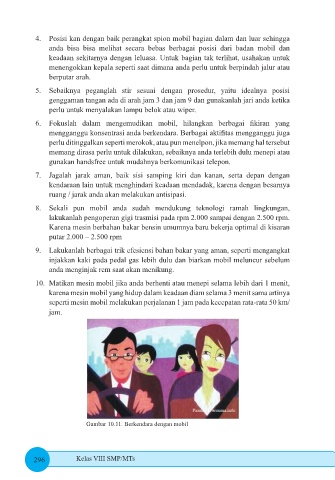 4. Posisi kan dengan baik perangkat spion mobil bagian dalam dan luar sehingga
anda bisa bisa melihat secara bebas berbagai posisi dari badan mobil dan
keadaan sekitarnya dengan leluasa. Untuk bagian tak terlihat, usahakan untuk
menengokkan kepala seperti saat dimana anda perlu untuk berpindah jalur atau
berputar arah.
5. Sebaiknya peganglah stir sesuai dengan prosedur, yaitu idealnya posisi
genggaman tangan ada di arah jam 3 dan jam 9 dan gunakanlah jari anda ketika
perlu untuk menyalakan lampu belok atau wiper.
6. Fokuslah dalam mengemudikan mobil, hilangkan berbagai fikiran yang
mengganggu konsentrasi anda berkendara. Berbagai aktifitas mengganggu juga
perlu ditinggalkan seperti merokok, atau pun menelpon, jika memang hal tersebut
memang dirasa perlu untuk dilakukan, sebaiknya anda terlebih dulu menepi atau
gunakan handsfree untuk mudahnya berkomunikasi telepon.
7. Jagalah jarak aman, baik sisi samping kiri dan kanan, serta depan dengan
kendaraan lain untuk menghindari keadaan mendadak, karena dengan besarnya
ruang / jarak anda akan melakukan antisipasi.
8. Sekali pun mobil anda sudah mendukung teknologi ramah lingkungan,
lakukanlah pengoperan gigi trasmisi pada rpm 2.000 sampai dengan 2.500 rpm.
Karena mesin berbahan bakar bensin umumnya baru bekerja optimal di kisaran
putar 2.000 – 2.500 rpm
9. Lakukanlah berbagai trik efesiensi bahan bakar yang aman, seperti mengangkat
injakkan kaki pada pedal gas lebih dulu dan biarkan mobil meluncur sebelum
anda menginjak rem saat akan menikung.
10. Matikan mesin mobil jika anda berhenti atau menepi selama lebih dari 1 menit,
karena mesin mobil yang hidup dalam keadaan diam selama 3 menit sama artinya
seperti mesin mobil melakukan perjalanan 1 jam pada kecepatan rata-rata 50 km/
jam.
Gambar 10.11. Berkendara dengan mobil
296 Kelas VIII SMP/MTs